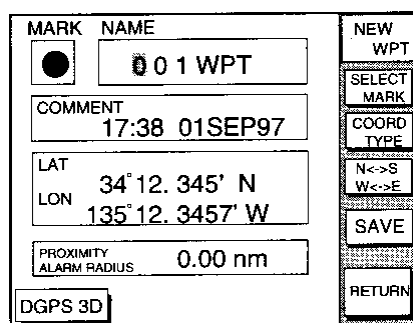 MARK NAME
001 WPT
COMMENT
17:38 01SEP97
LAT
34°12. 345' N
LON
135°12. 3457' W
PROXIMITY
ALARM RADIUS
0.00 nm
DGPS 3D
NEW
WPT
SELECT
MARK
COORD
TYPE
N<->S
W<->E
SAVE
RETURN